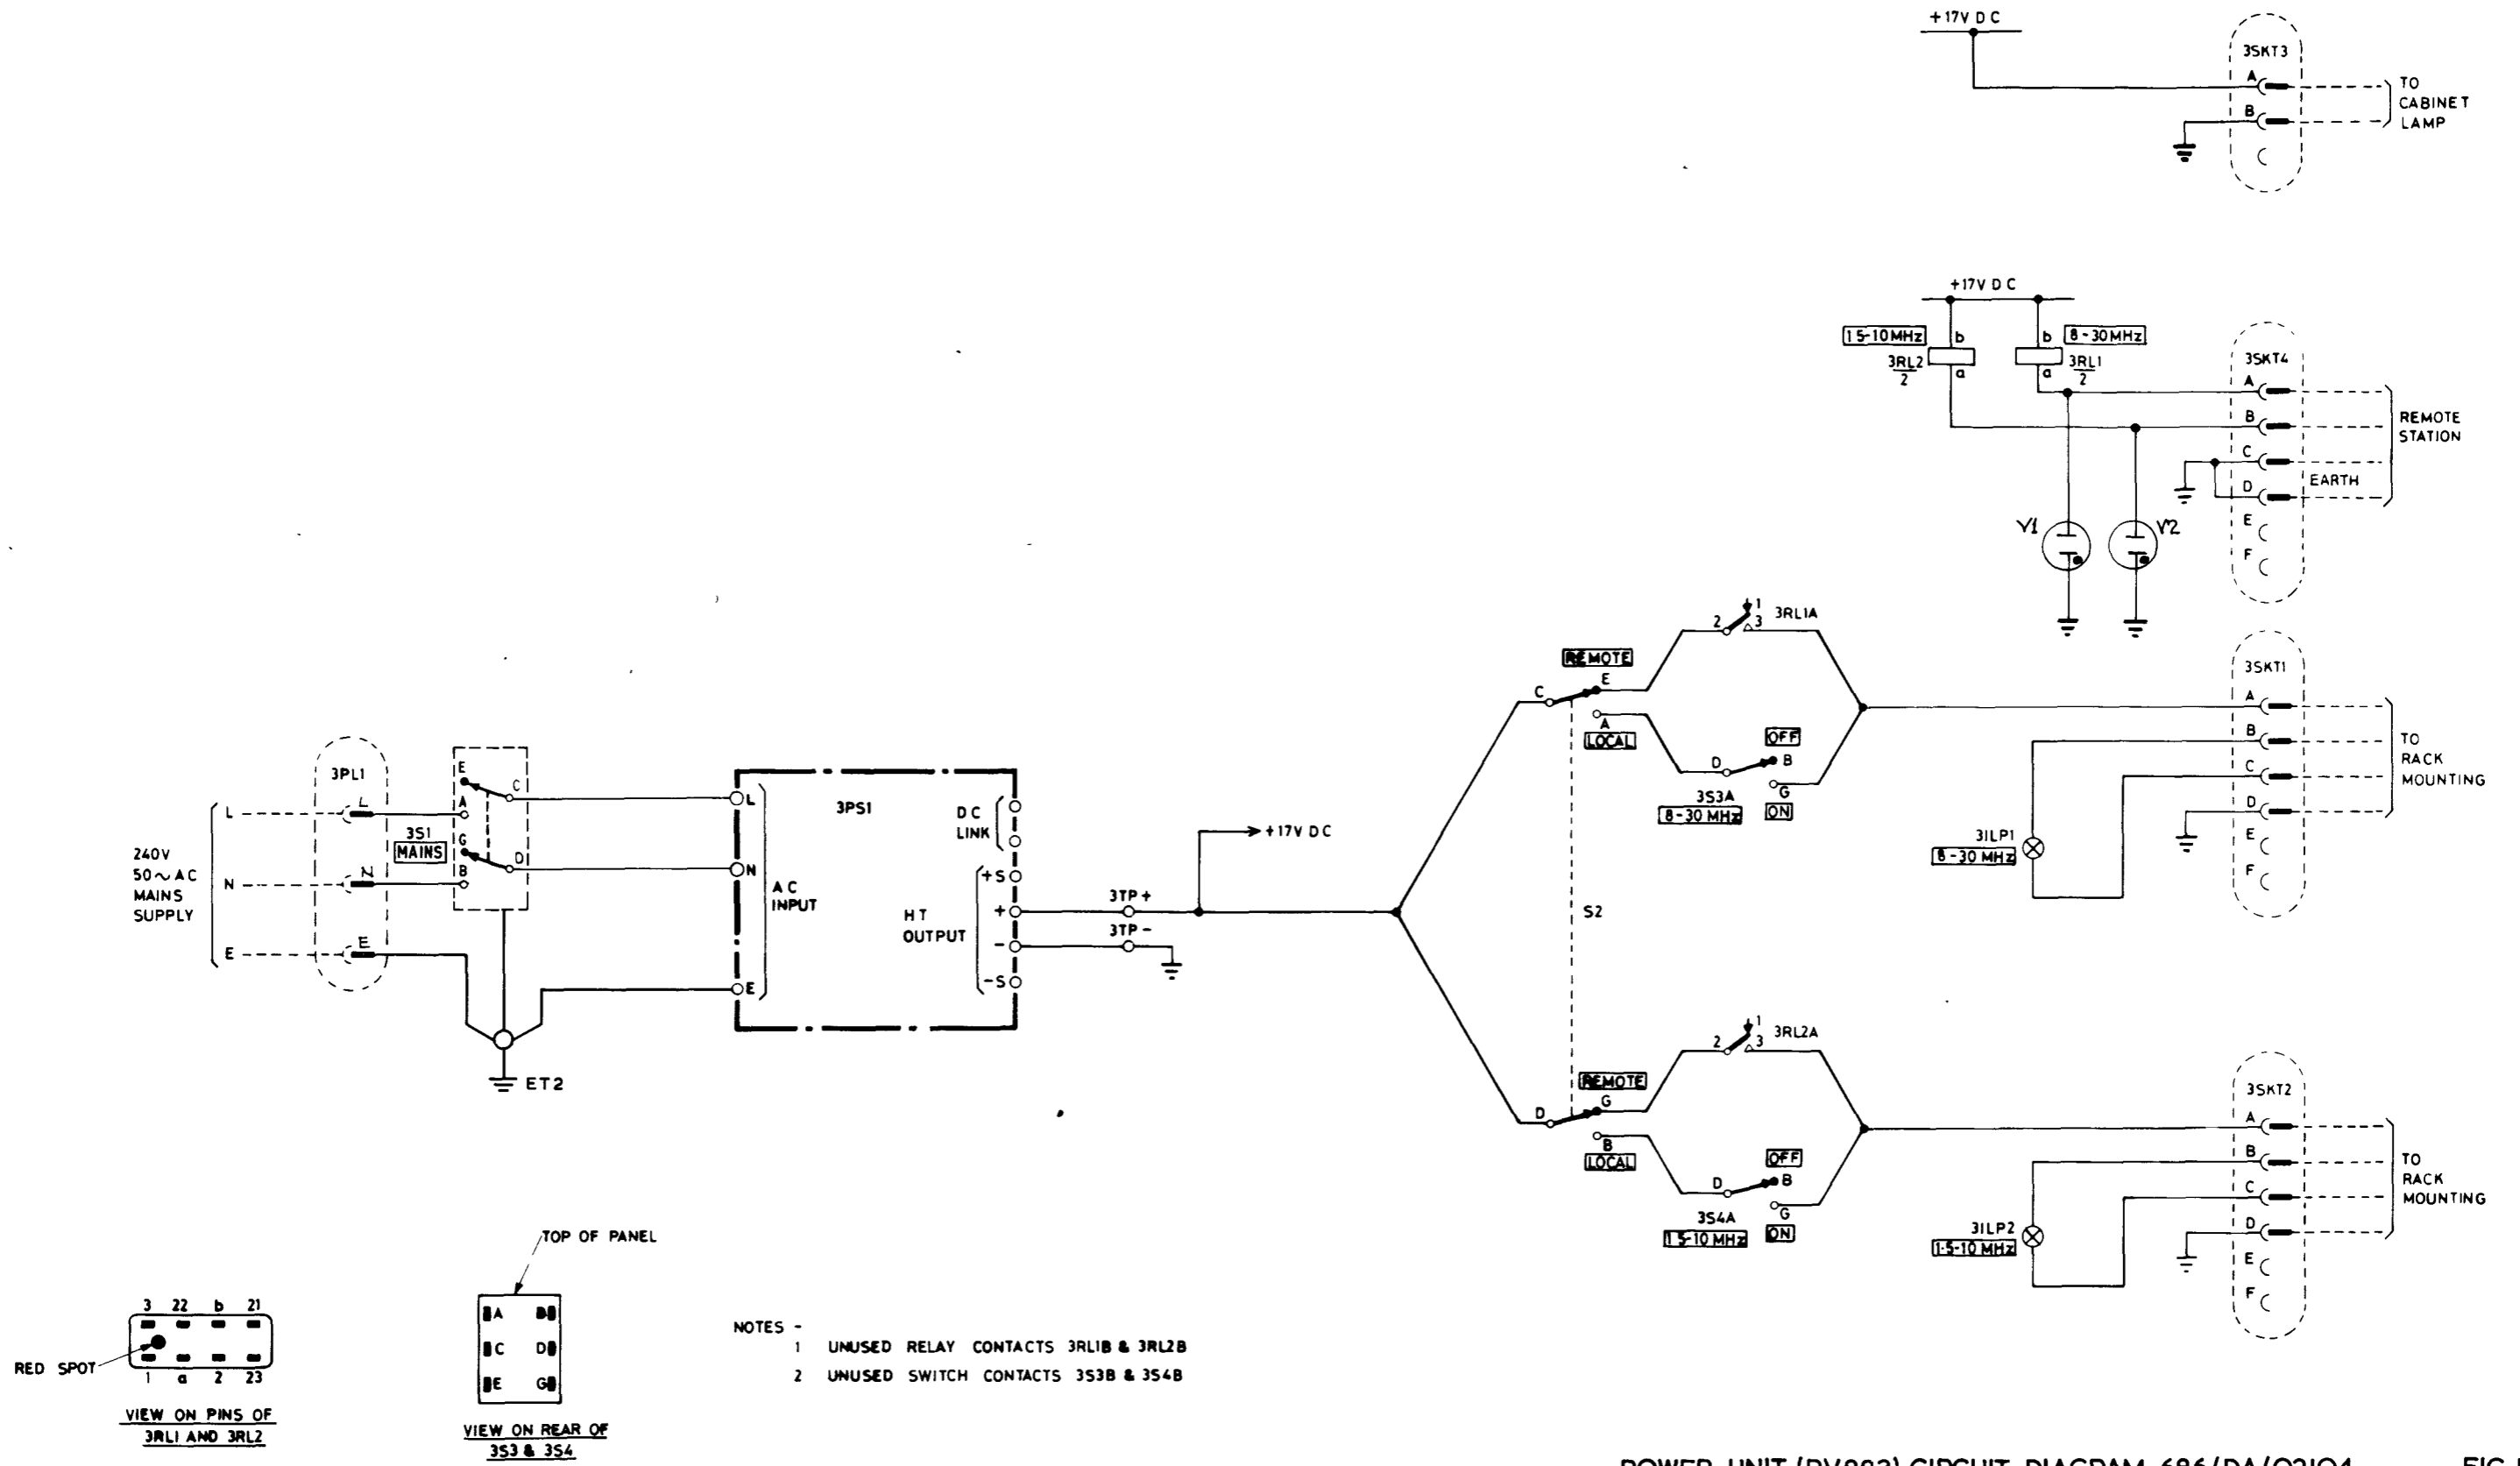 +17V DC
3SKT3
A
B
TO
CABINET
LAMP
+17V DC
1 5-10MHz
b
b
8-30MHz
3RL2
2
a
a
3RL1
2
3SKT4
A
B
C
D
E
F
EARTH
REMOTE
STATION
V1
V2
1
2
3
3RL1A
REMOTE
C
E
A
LOCAL
OFF
D
B
G
ON
3S3A
8-30 MHz
3SKT1
A
B
C
D
E
F
TO
RACK
MOUNTING
3ILP1
8-30 MHz
S2
240V
50~AC
MAINS
SUPPLY
L
N
E
3PL1
L
N
E
3S1
MAINS
E
A
G
B
C
D
ET2
3PS1
L
N
E
AC
INPUT
DC
LINK
HT
OUTPUT
+S
+
-
-S
3TP+
3TP-
+17V DC
1
2
3
3RL2A
REMOTE
D
G
B
LOCAL
OFF
D
B
G
ON
3S4A
1 5-10 MHz
3SKT2
A
B
C
D
E
F
TO
RACK
MOUNTING
3ILP2
1·5-10 MHz
3 22 b 21
RED SPOT
1 a 2 23
VIEW ON PINS OF
3RL1 AND 3RL2
TOP OF PANEL
A
C D
E G
VIEW ON REAR OF
3S3 & 3S4
NOTES -
1 UNUSED RELAY CONTACTS 3RL1B & 3RL2B
2 UNUSED SWITCH CONTACTS 3S3B & 3S4B